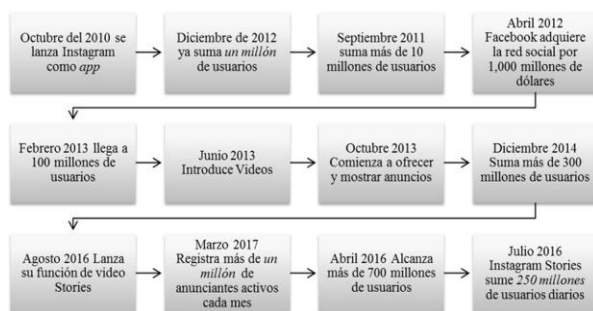 Octubre del 2010 se
lanza Instagram
como app
Diciembre de 2012
ya suma un millón
de usuarios
Septiembre 2011
suma más de 10
millones de usuarios
Abril 2012
Facebook adquiere
la red social por
1,000 millones de
dólares
Febrero 2013 llega a
100 millones de
usuarios
Junio 2013
Introduce Videos
Octubre 2013
Comienza a ofrecer
y mostrar anuncios
Diciembre 2014
Suma más de 300
millones de usuarios
Agosto 2016 Lanza
su función de video
Stories
Marzo 2017
Registra más de un
millón de
anunciantes activos
cada mes
Abril 2016 Alcanza
más de 700 millones
de usuarios
Julio 2016
Instagram Stories
sume 250 millones
de usuarios diarios